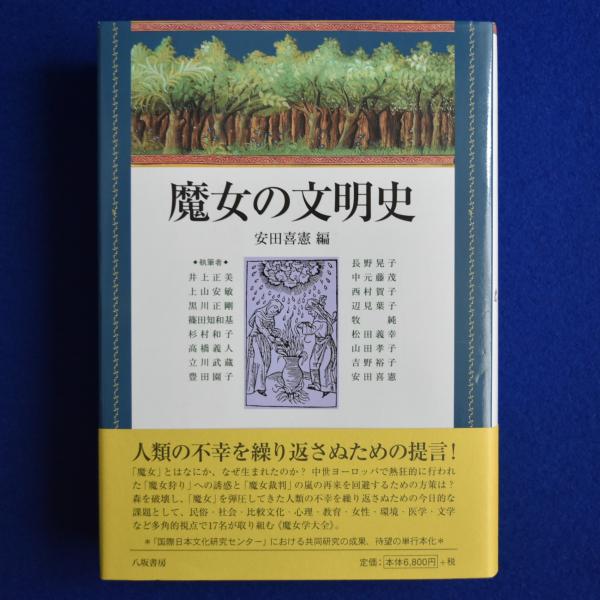 魔女の文明史
安田喜憲 編
◆執筆者◆
井上正美
上山安敏
黒川正剛
篠田知和基
杉村和子
高橋義人
立川武蔵
豊田園子
長野晃子
中元藤茂
西村賀子
辺見葉子
牧 純
松田義幸
山田孝子
吉野裕子
安田喜憲
人類の不幸を繰り返さぬための提言!
「魔女」とはなにか、なぜ生まれたのか? 中世ヨーロッパで熱狂的に行われ
た「魔女狩り」への誘惑と「魔女裁判」の嵐の再来を回避するための方策は?
森を破壊し、「魔女」を弾圧してきた人類の不幸を繰り返さぬための今日的な
課題として、民俗・社会・比較文化・心理・教育・女性・環境・医学・文学
など多角的視点で17名が取り組む《魔女学大全》。
＊「国際日本文化研究センター」における共同研究の成果、待望の単行本化＊
八坂書房
定価：本体6,800円+税